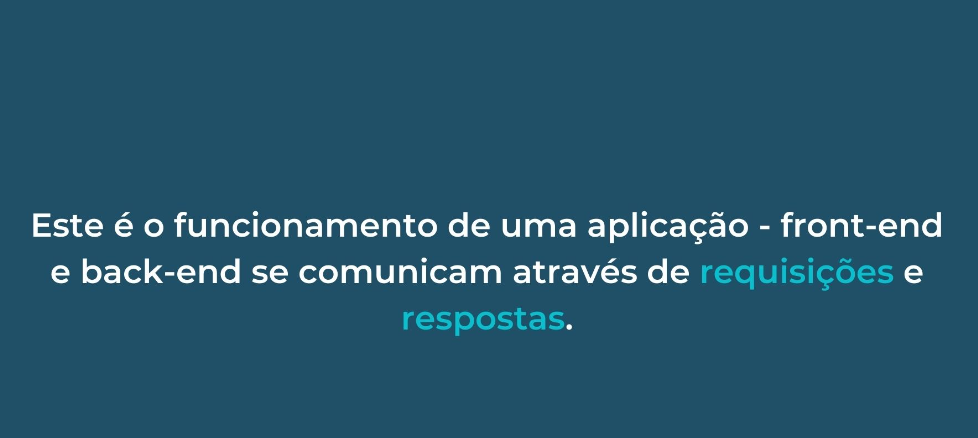 Este é o funcionamento de uma aplicação - front-end
e back-end se comunicam através de requisições e
respostas.